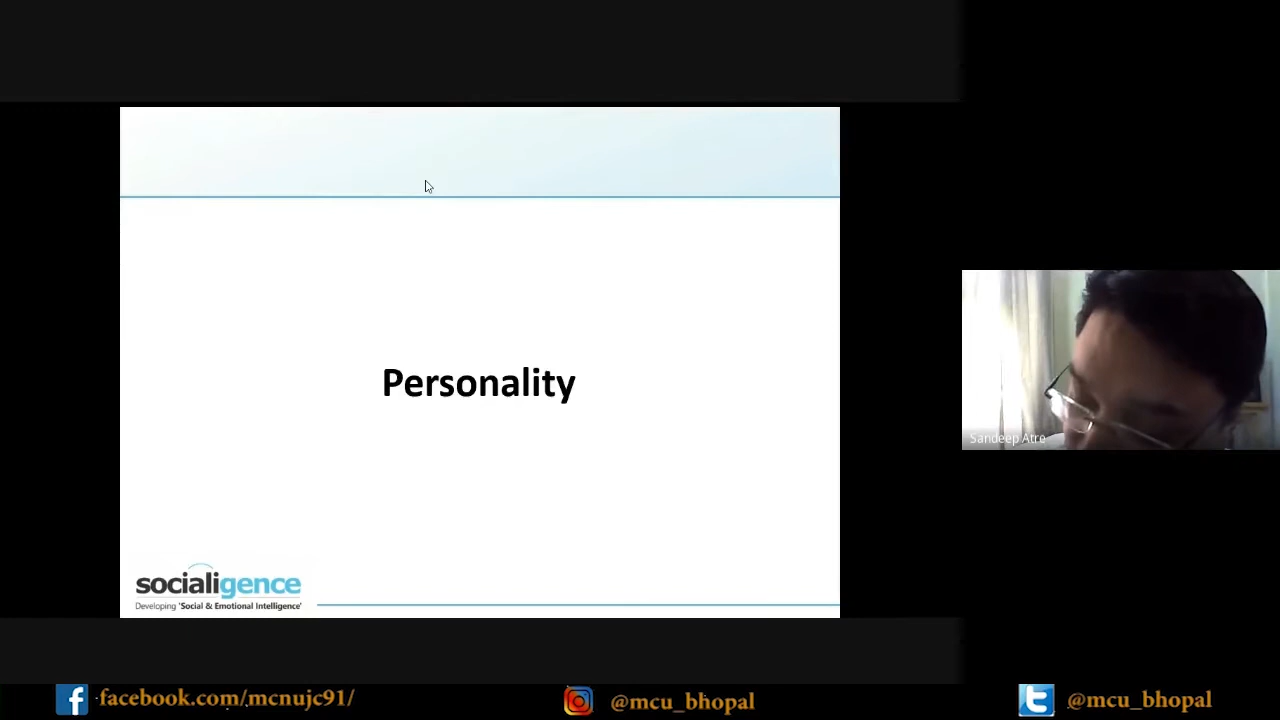 Personality
socialigence
Developing 'Social & Emotional Intelligence'
Sandeep Atre
facebook.com/mcnujc91/
@mcu_bhopal
@mcu_bhopal